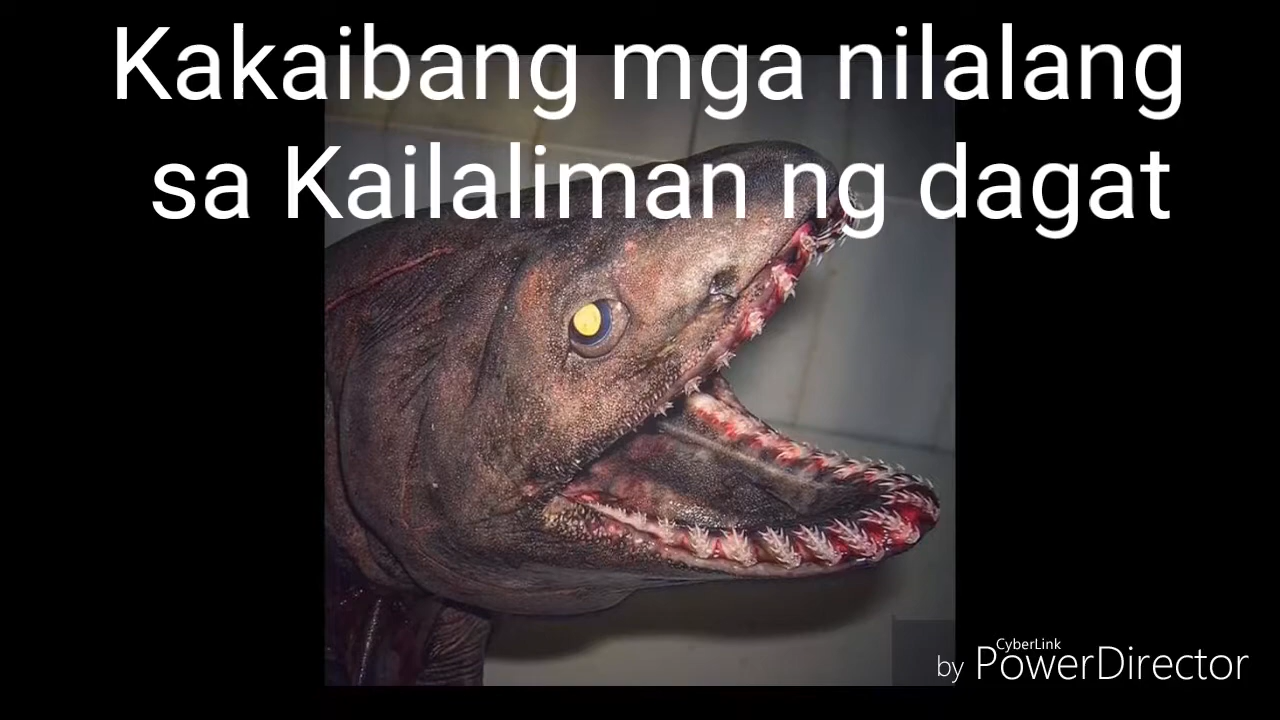 Kakaibang mga nilalang
sa Kailaliman ng dagat
CyberLink
by PowerDirector